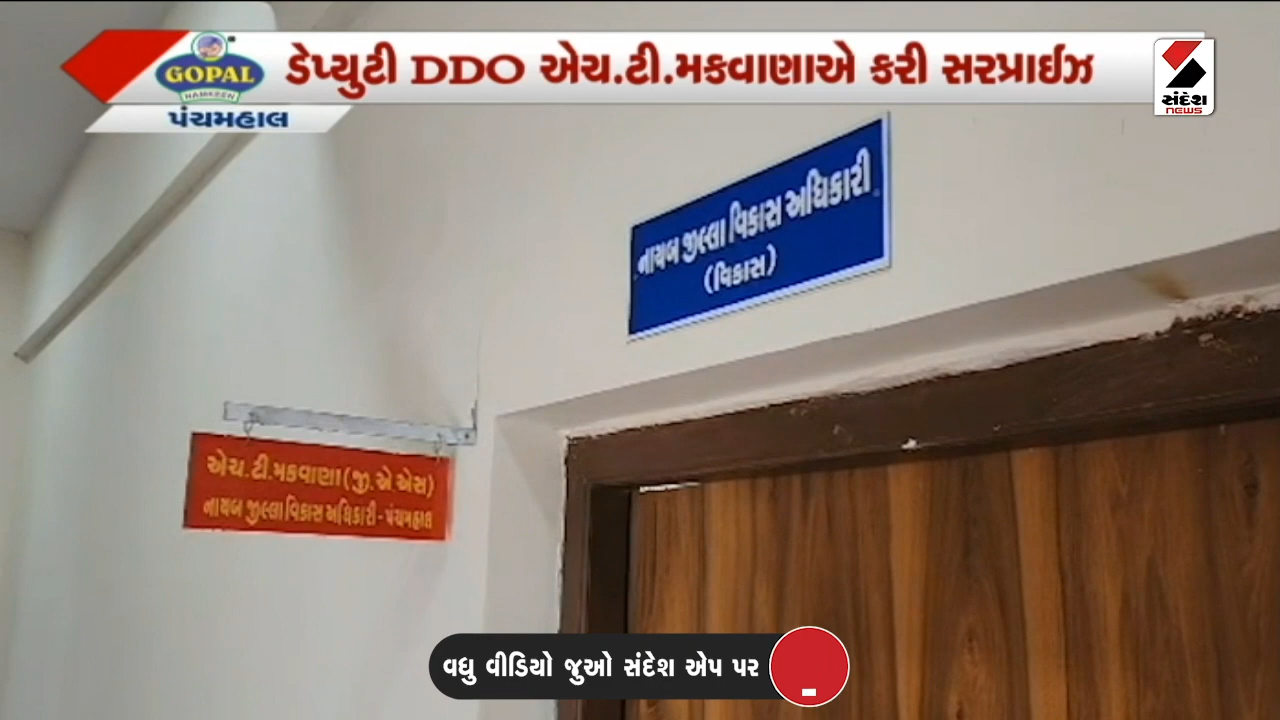 ડેપ્યુટી DDO એચ.ટી.મકવાણાએ કરી સરપ્રાઈઝ
GOPAL
NAMKEEN
પંચમહાલ
સંદેશ
NEWS
નાયબ જીલ્લા વિકાસ અધિકારી
(વિકાસ)
એચ.ટી.મકવાણા(જી.એ એસ)
નાયબ જીલ્લા વિકાસ અધિકારી-પંચમહાલ
વધુ વીડિયો જુઓ સંદેશ એપ પર